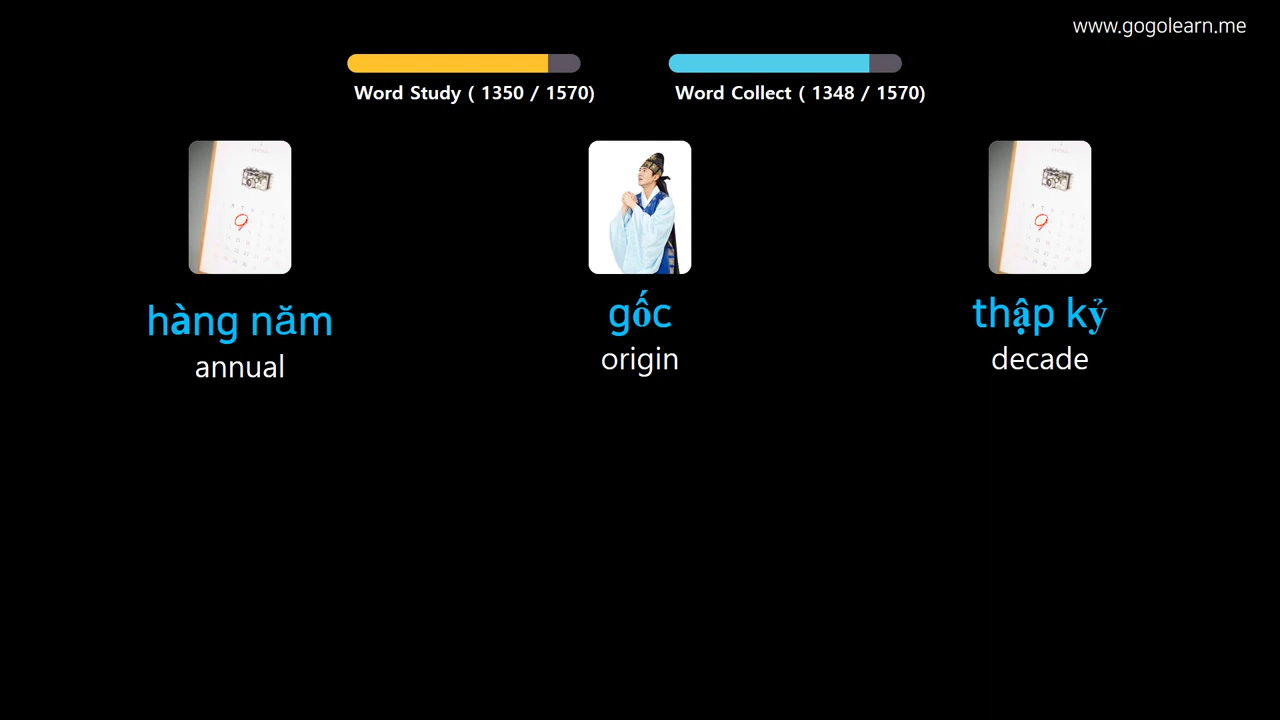 www.gogolearn.me
Word Study ( 1350 / 1570)
Word Collect ( 1348 / 1570)
hàng năm
annual
gốc
origin
thập kỷ
decade